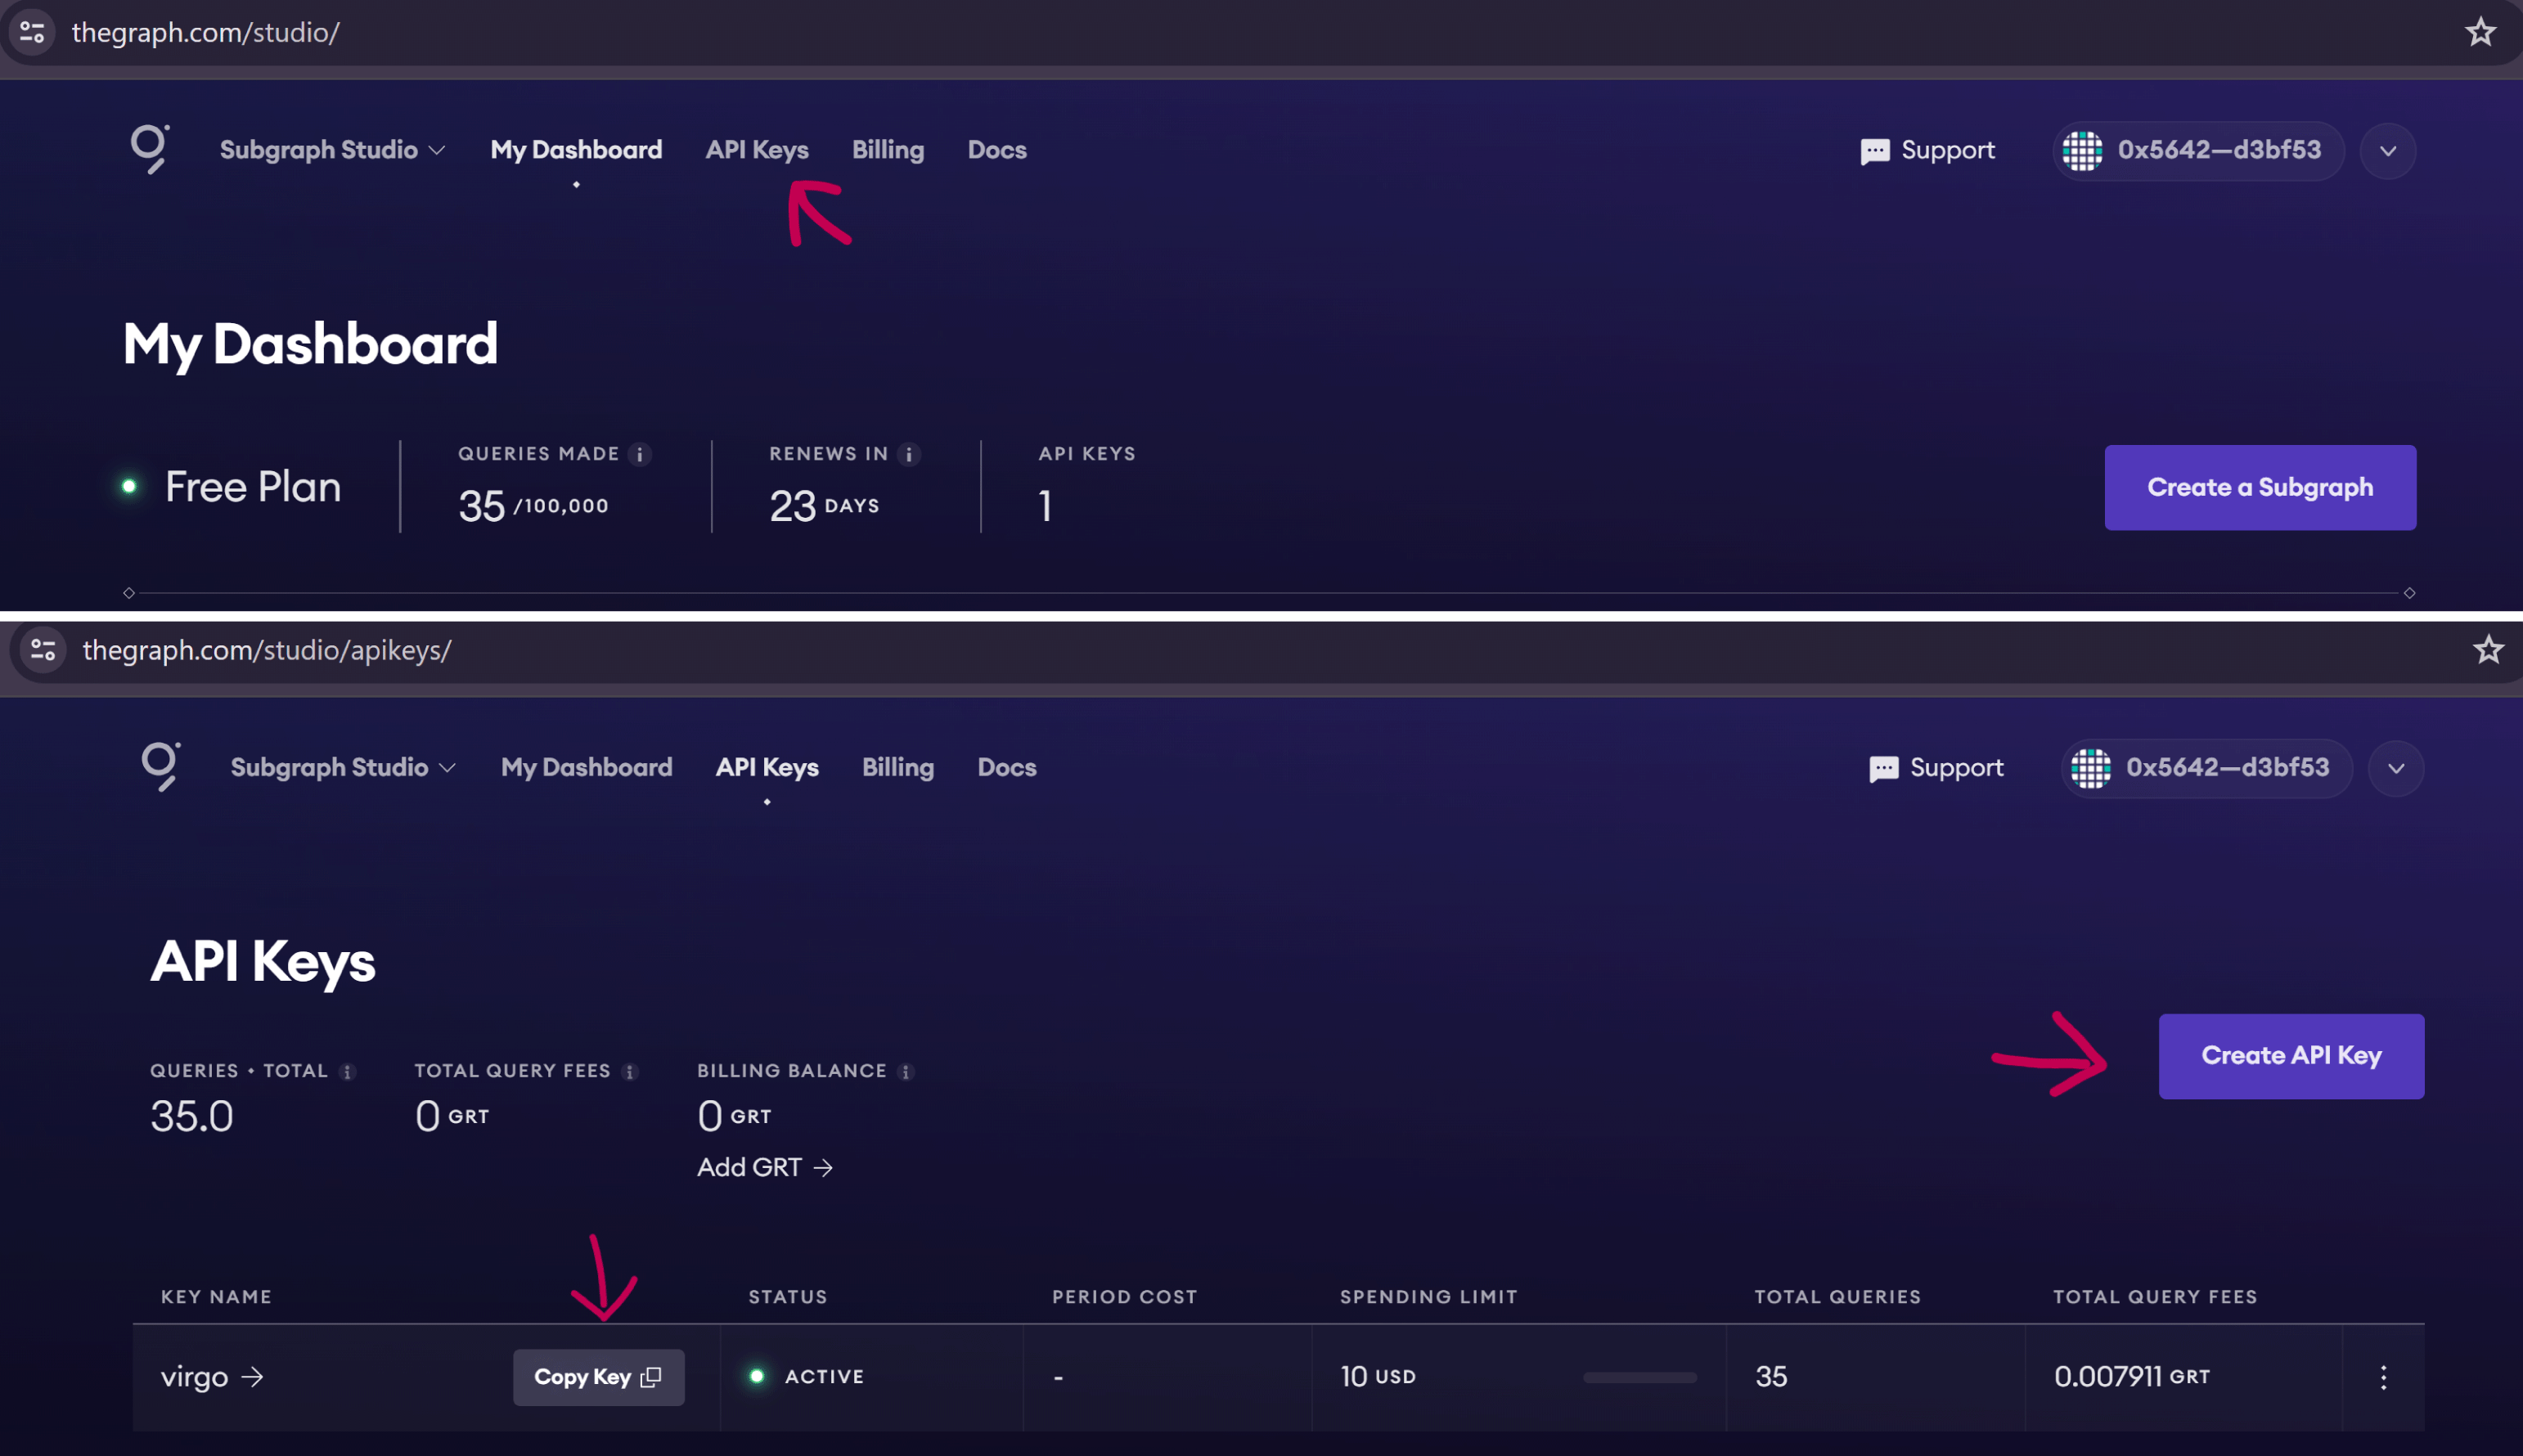 thegraph.com/studio/
Subgraph Studio My Dashboard API Keys Billing Docs Support 0x5642—d3bf53
My Dashboard
Free Plan
QUERIES MADE RENEWS IN API KEYS
35 /100,000 23 DAYS 1
Create a Subgraph
thegraph.com/studio/apikeys/
Subgraph Studio My Dashboard API Keys Billing Docs Support 0x5642—d3bf53
API Keys
Create API Key
QUERIES • TOTAL TOTAL QUERY FEES BILLING BALANCE
35.0 0 GRT 0 GRT
Add GRT →
KEY NAME STATUS PERIOD COST SPENDING LIMIT TOTAL QUERIES TOTAL QUERY FEES
virgo → Copy Key ACTIVE - 10 USD 35 0.007911 GRT